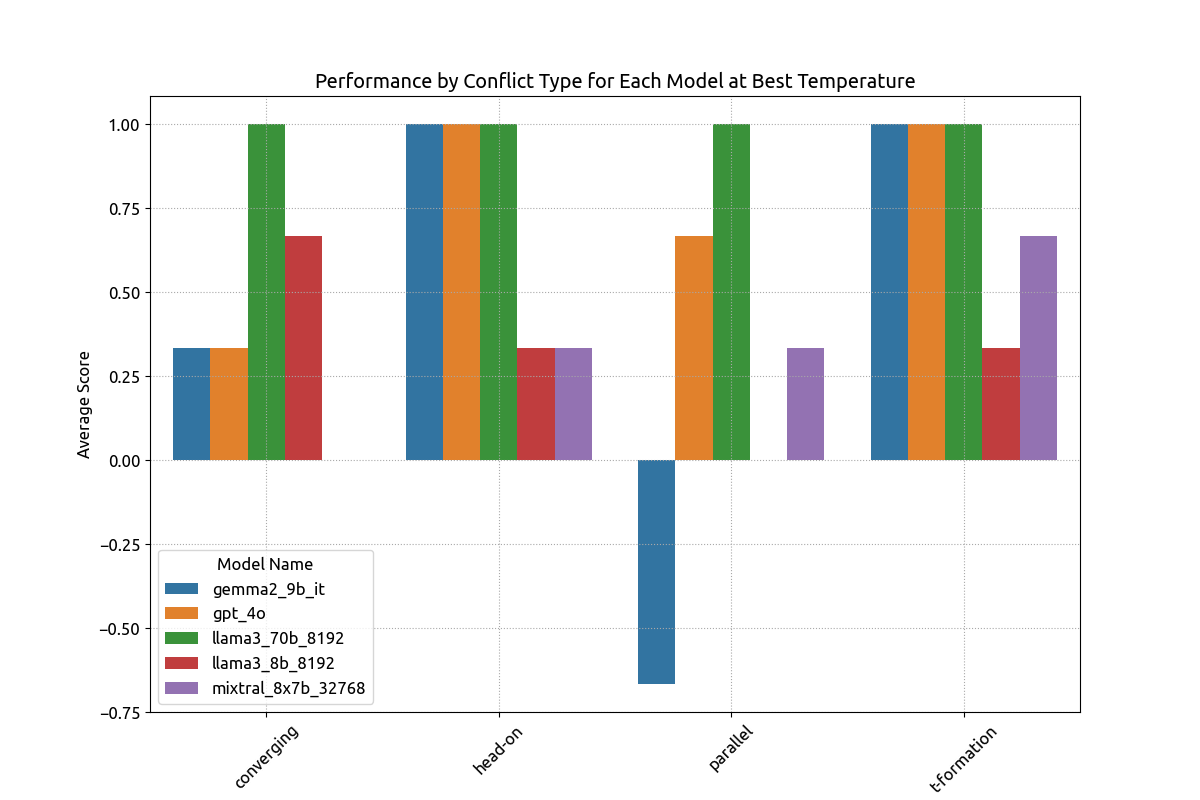 Performance by Conflict Type for Each Model at Best Temperature
Average Score
1.00
0.75
0.50
0.25
0.00
−0.25
−0.50
−0.75
Model Name
gemma2_9b_it
gpt_4o
llama3_70b_8192
llama3_8b_8192
mixtral_8x7b_32768
converging
head-on
parallel
t-formation